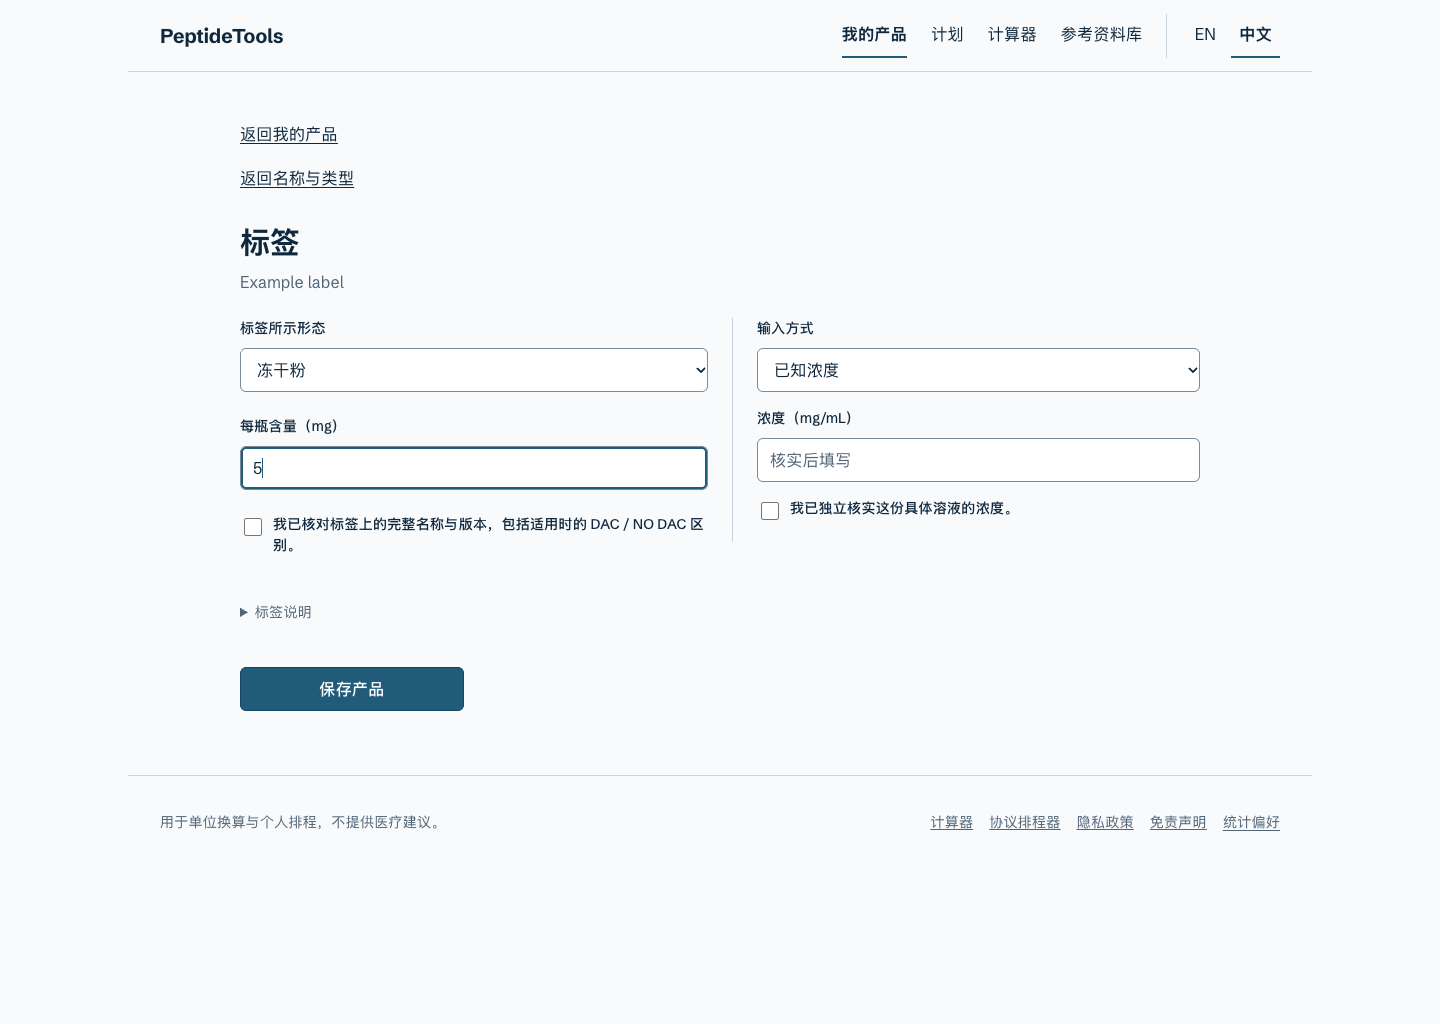 PeptideTools
我的产品 计划 计算器 参考资料库 EN 中文
返回我的产品
返回名称与类型
标签
Example label
标签所示形态
冻干粉
每瓶含量（mg）
5
我已核对标签上的完整名称与版本，包括适用时的 DAC / NO DAC 区
别。
输入方式
已知浓度
浓度（mg/mL）
核实后填写
我已独立核实这份具体溶液的浓度。
标签说明
保存产品
用于单位换算与个人排程，不提供医疗建议。
计算器 协议排程器 隐私政策 免责声明 统计偏好